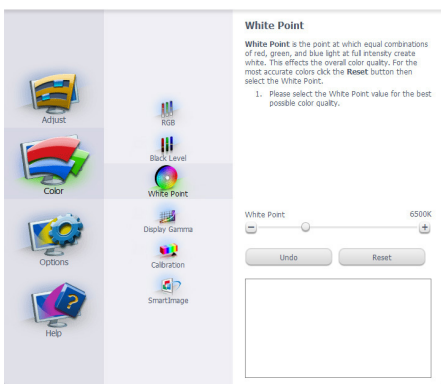 Adjust
Color
Options
Help
RGB
Black Level
White Point
Display Gamma
Calibration
SmartImage
White Point
White Point is the point at which equal combinations
of red, green, and blue light at full intensity create
white. This effects the overall color quality. For the
most accurate colors click the Reset button then
select the White Point.
1. Please select the White Point value for the best
possible color quality.
White Point 6500K
Undo Reset